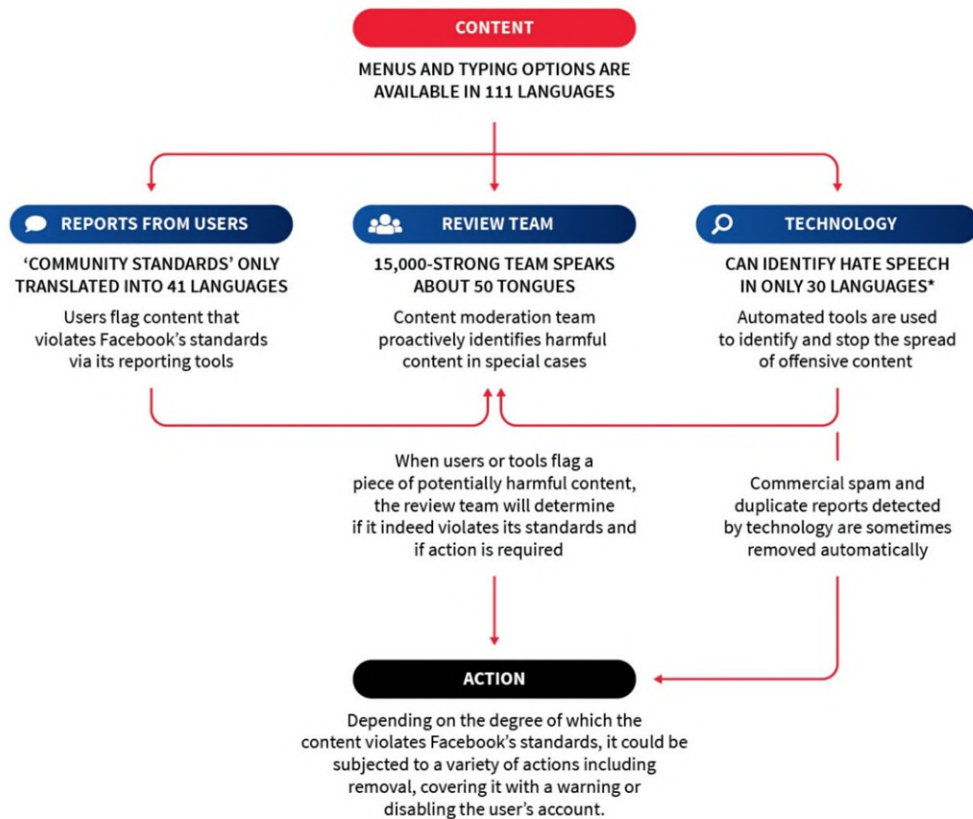 CONTENT
MENUS AND TYPING OPTIONS ARE
AVAILABLE IN 111 LANGUAGES
REPORTS FROM USERS
‘COMMUNITY STANDARDS’ ONLY
TRANSLATED INTO 41 LANGUAGES
Users flag content that
violates Facebook’s standards
via its reporting tools
REVIEW TEAM
15,000-STRONG TEAM SPEAKS
ABOUT 50 TONGUES
Content moderation team
proactively identifies harmful
content in special cases
TECHNOLOGY
CAN IDENTIFY HATE SPEECH
IN ONLY 30 LANGUAGES*
Automated tools are used
to identify and stop the spread
of offensive content
When users or tools flag a
piece of potentially harmful content,
the review team will determine
if it indeed violates its standards and
if action is required
Commercial spam and
duplicate reports detected
by technology are sometimes
removed automatically
ACTION
Depending on the degree of which the
content violates Facebook’s standards, it could be
subjected to a variety of actions including
removal, covering it with a warning or
disabling the user’s account.